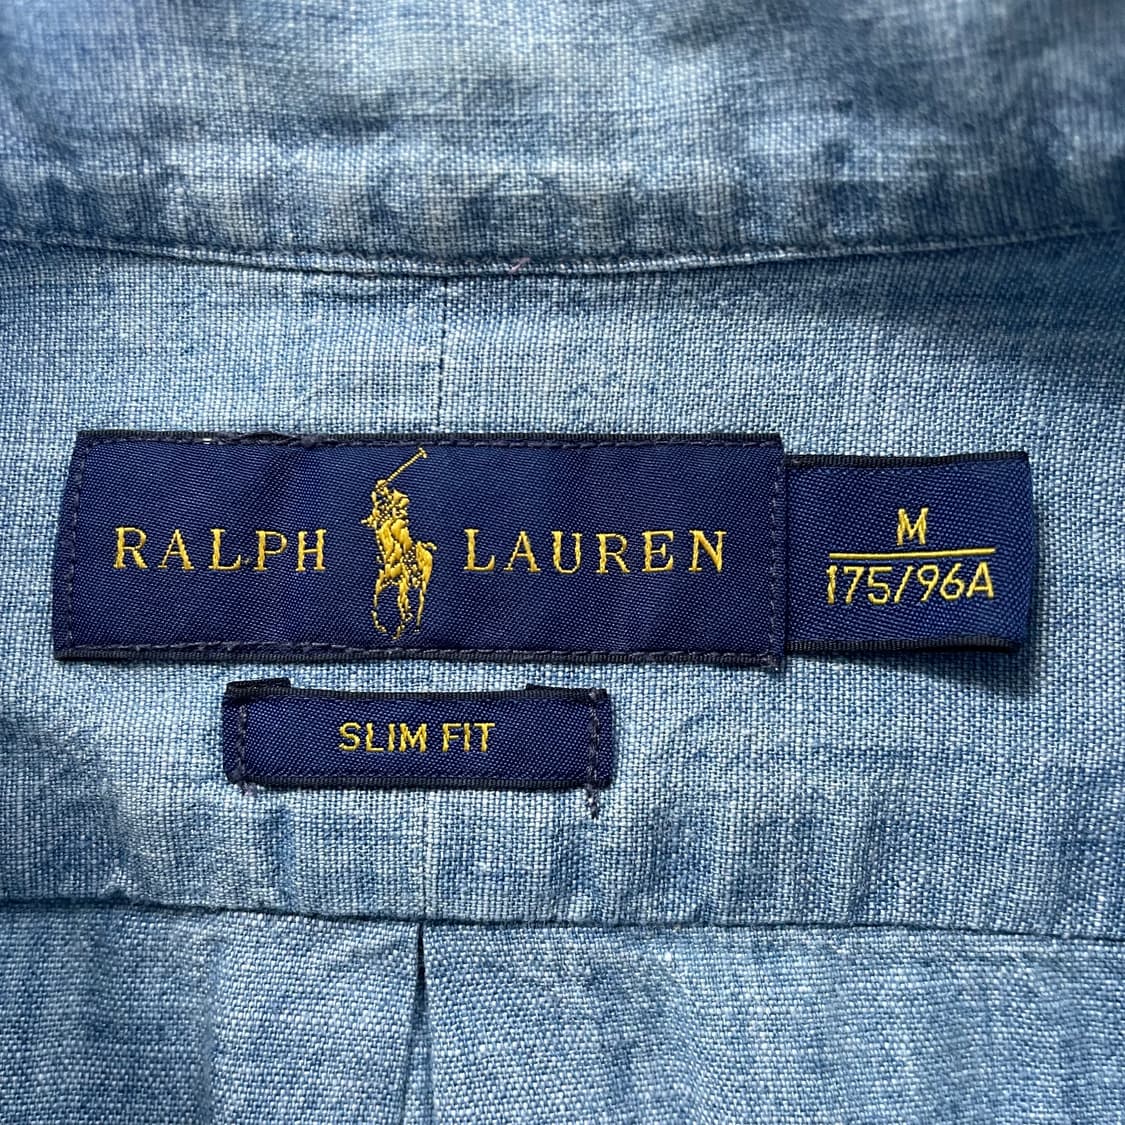 RALPH LAUREN
M
175/96A
SLIM FIT